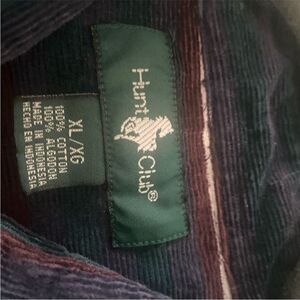 Hunt Club®
XL/XG
100% COTTON
100% ALGODON
MADE IN INDONESIA
HECHO EN INDONESIA